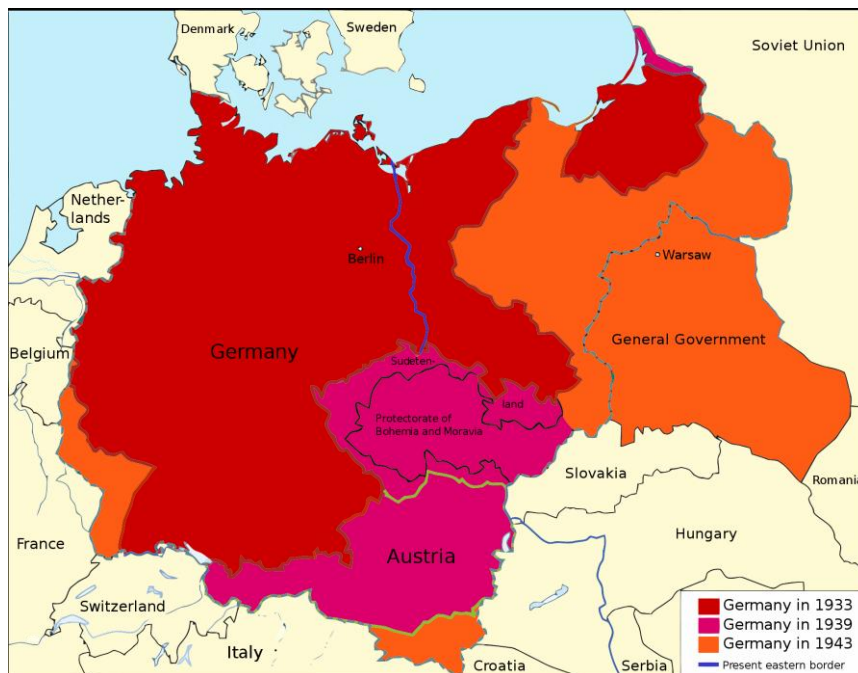 Denmark
Sweden
Soviet Union
Nether-
lands
Berlin
Warsaw
Belgium
Germany
General Government
Sudeten-
land
Protectorate of
Bohemia and Moravia
Slovakia
Romania
France
Austria
Hungary
Switzerland
Italy
Croatia
Serbia
Germany in 1933
Germany in 1939
Germany in 1943
Present eastern border